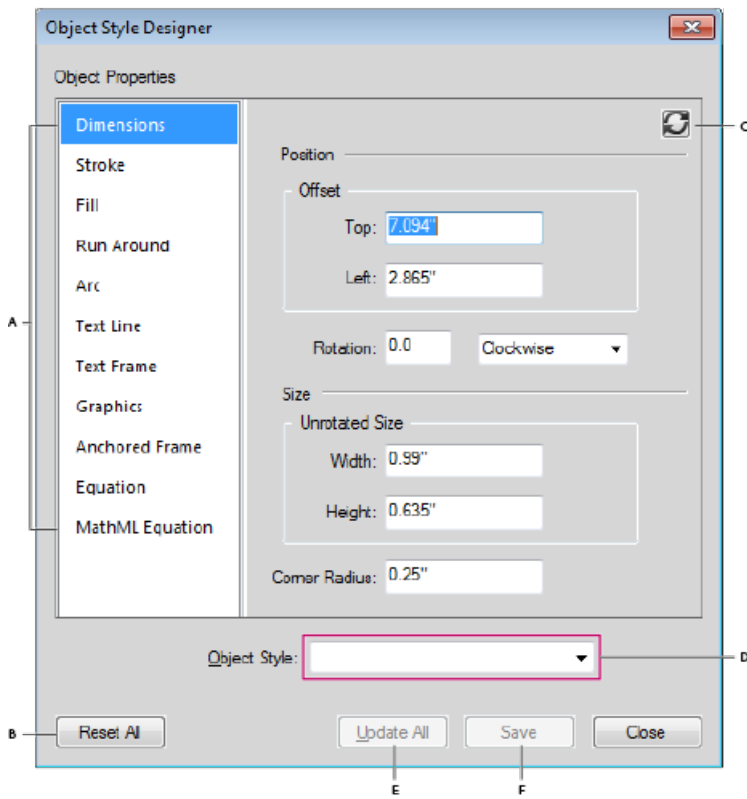 Object Style Designer
Object Properties
Dimensions
Stroke
Fill
Run Around
Arc
Text Line
Text Frame
Graphics
Anchored Frame
Equation
MathML Equation
C
Position
Offset
Top: 7.094"
Left: 2.865"
Rotation: 0.0 Clockwise
Size
Unrotated Size
Width: 0.99"
Height: 0.635"
Corner Radius: 0.25"
A
Object Style:
D
B
Reset All Update All Save Close
E F